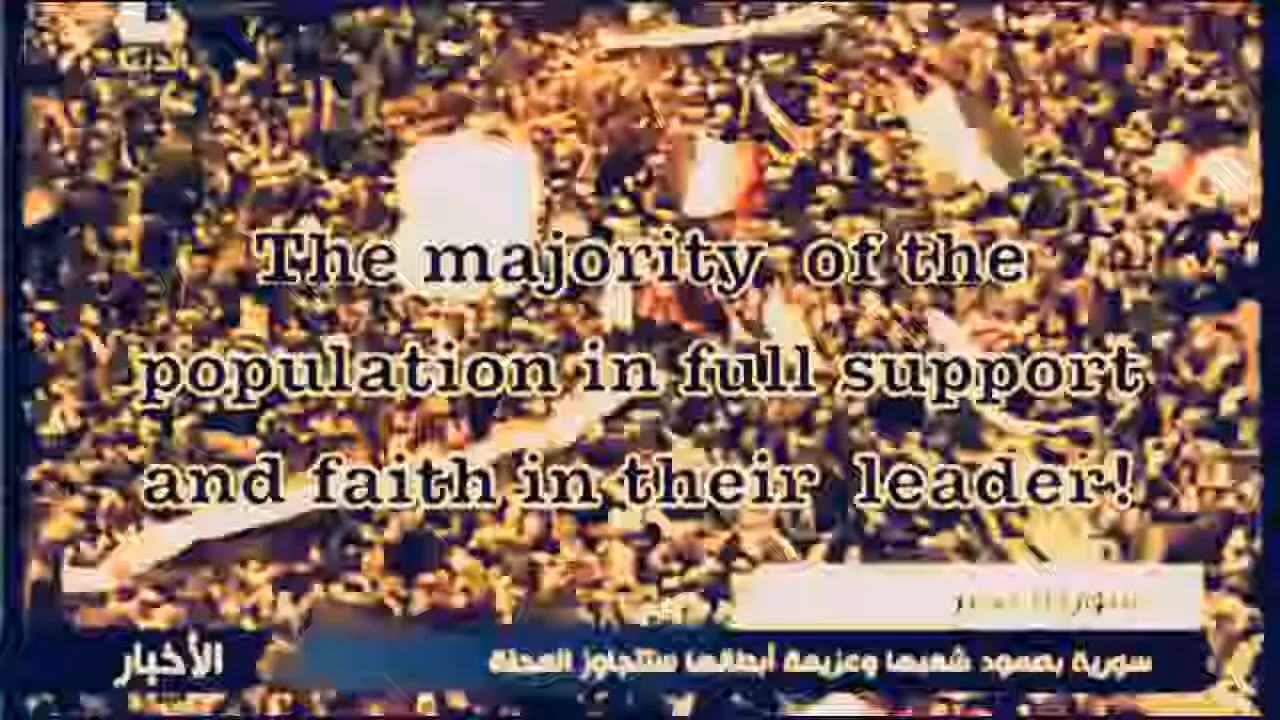 الدنيا
The majority of the
population in full support
and faith in their leader!
الأخبار
سورية بصمود شعبها وعزيمة أبطالها ستتجاوز المحنة